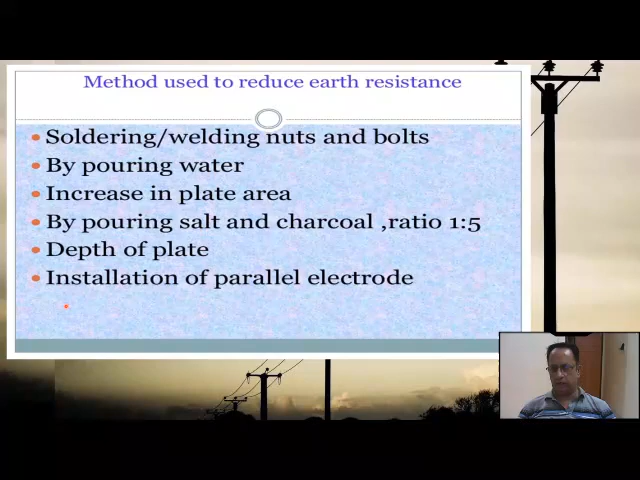 Method used to reduce earth resistance
Soldering/welding nuts and bolts
By pouring water
Increase in plate area
By pouring salt and charcoal ,ratio 1:5
Depth of plate
Installation of parallel electrode